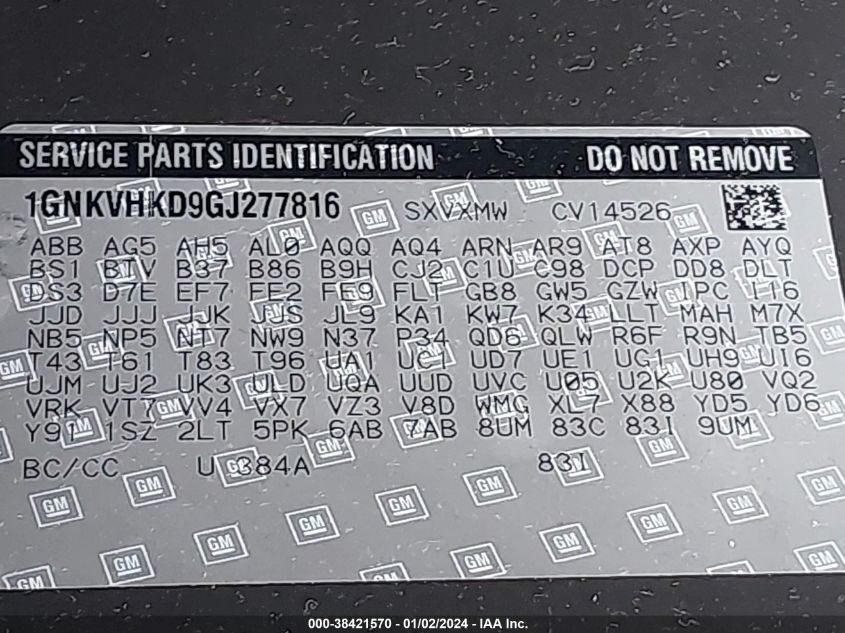 SERVICE PARTS IDENTIFICATION DO NOT REMOVE
1GNKVHKD9GJ277816 SXVXMW CV14526
ABB AG5 AH5 AL0 AQQ AQ4 ARN AR9 AT8 AXP AYQ
BS1 BTV B37 B86 B9H CJ2 C1U C98 DCP DD8 DLT
DS3 D7E EF7 FE2 FE9 FLT GB8 GW5 GZW IPC I16
JJD JJJ JJK JJS JL9 KA1 KW7 K34 LLT MAH M7X
NB5 NP5 NT7 NW9 N37 P34 QD6 QLW R6F R9N TB5
T43 T61 T83 T96 UA1 UC1 UD7 UE1 UG1 UH9 UI6
UJM UJ2 UK3 ULD UQA UUD UVC U05 U2K U80 VQ2
VRK VT7 VV4 VX7 VZ3 V8D WMG XL7 X88 YD5 YD6
Y91 1SZ 2LT 5PK 6AB 7AB 8UM 83C 83I 9UM
BC/CC U 384A 83I
000-38421570 - 01/02/2024 - IAA Inc.